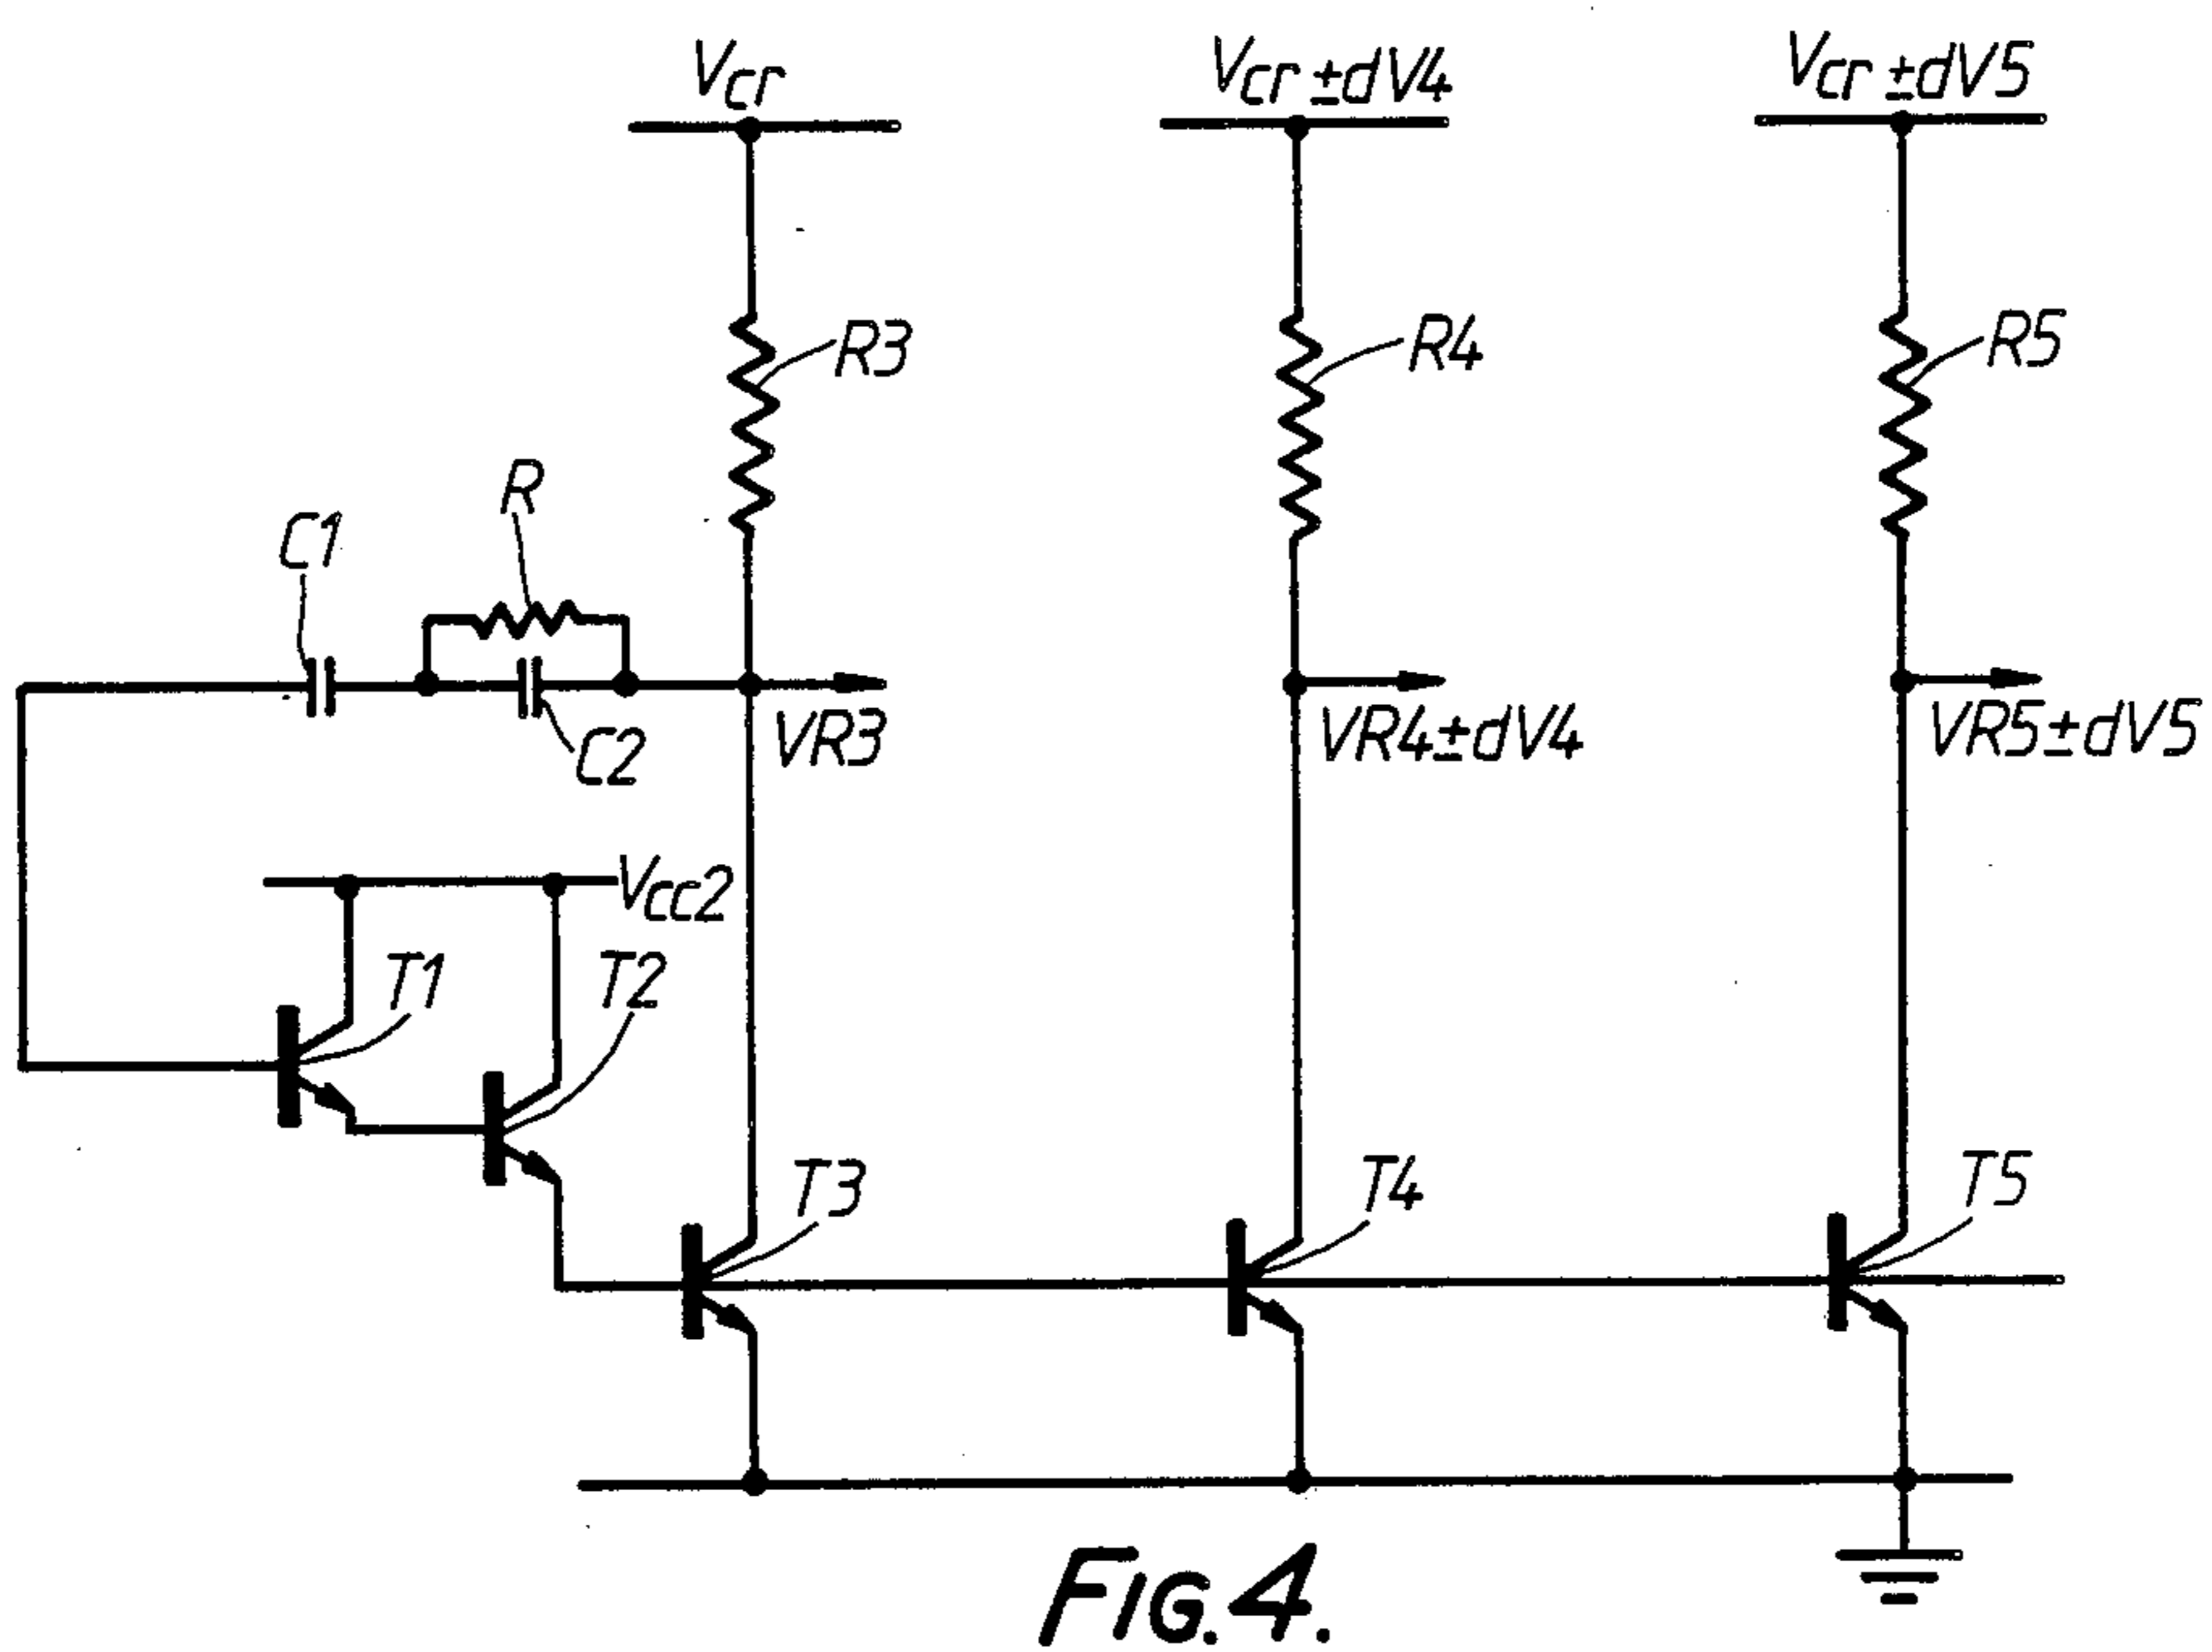 Vcr
Vcr ±dV4
Vcr ±dV5
R3
R4
R5
R
C1
C2
VR3
VR4±dV4
VR5±dV5
Vcc2
T1
T2
T3
T4
T5
FIG.4.